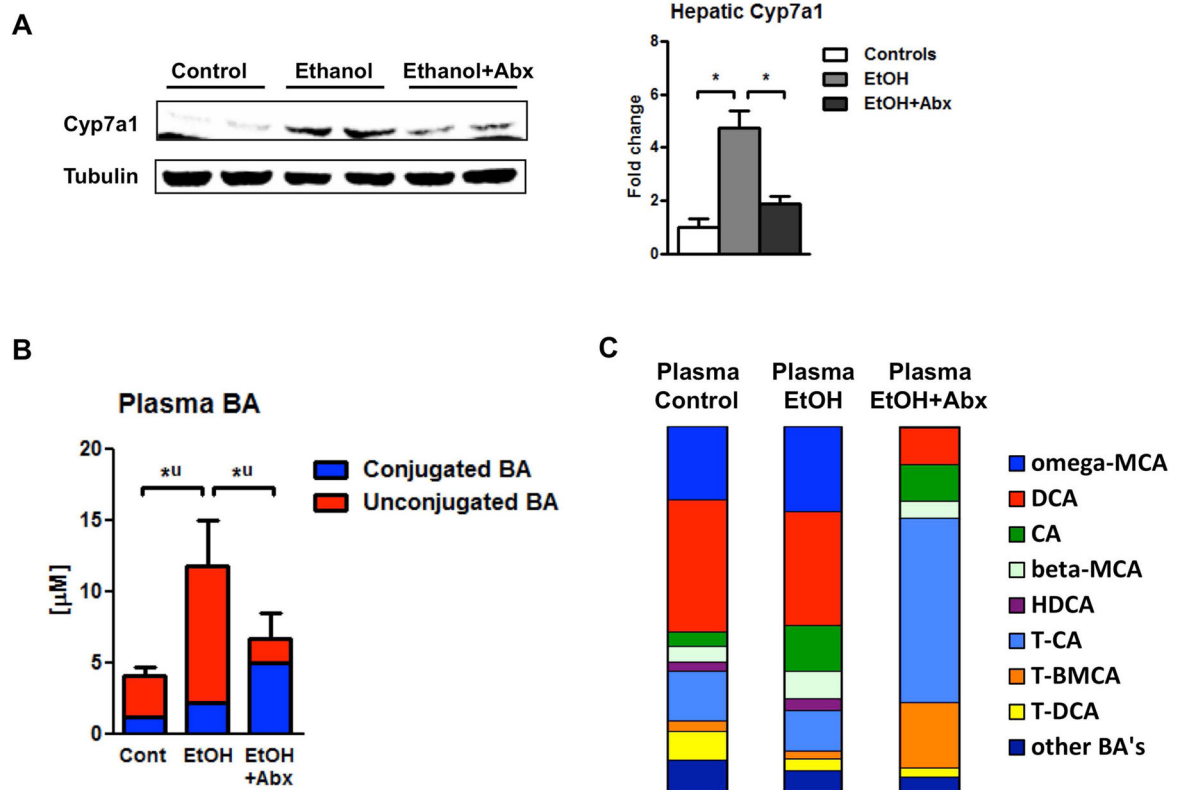 A
Control Ethanol Ethanol+Abx
Cyp7a1
Tubulin
Hepatic Cyp7a1
Fold change
8
6
4
2
0
* *
Controls
EtOH
EtOH+Abx
B
Plasma BA
[µM]
20
15
10
5
0
*u *u
Cont EtOH EtOH
+Abx
Conjugated BA
Unconjugated BA
C
Plasma Plasma Plasma
Control EtOH EtOH+Abx
omega-MCA
DCA
CA
beta-MCA
HDCA
T-CA
T-BMCA
T-DCA
other BA's